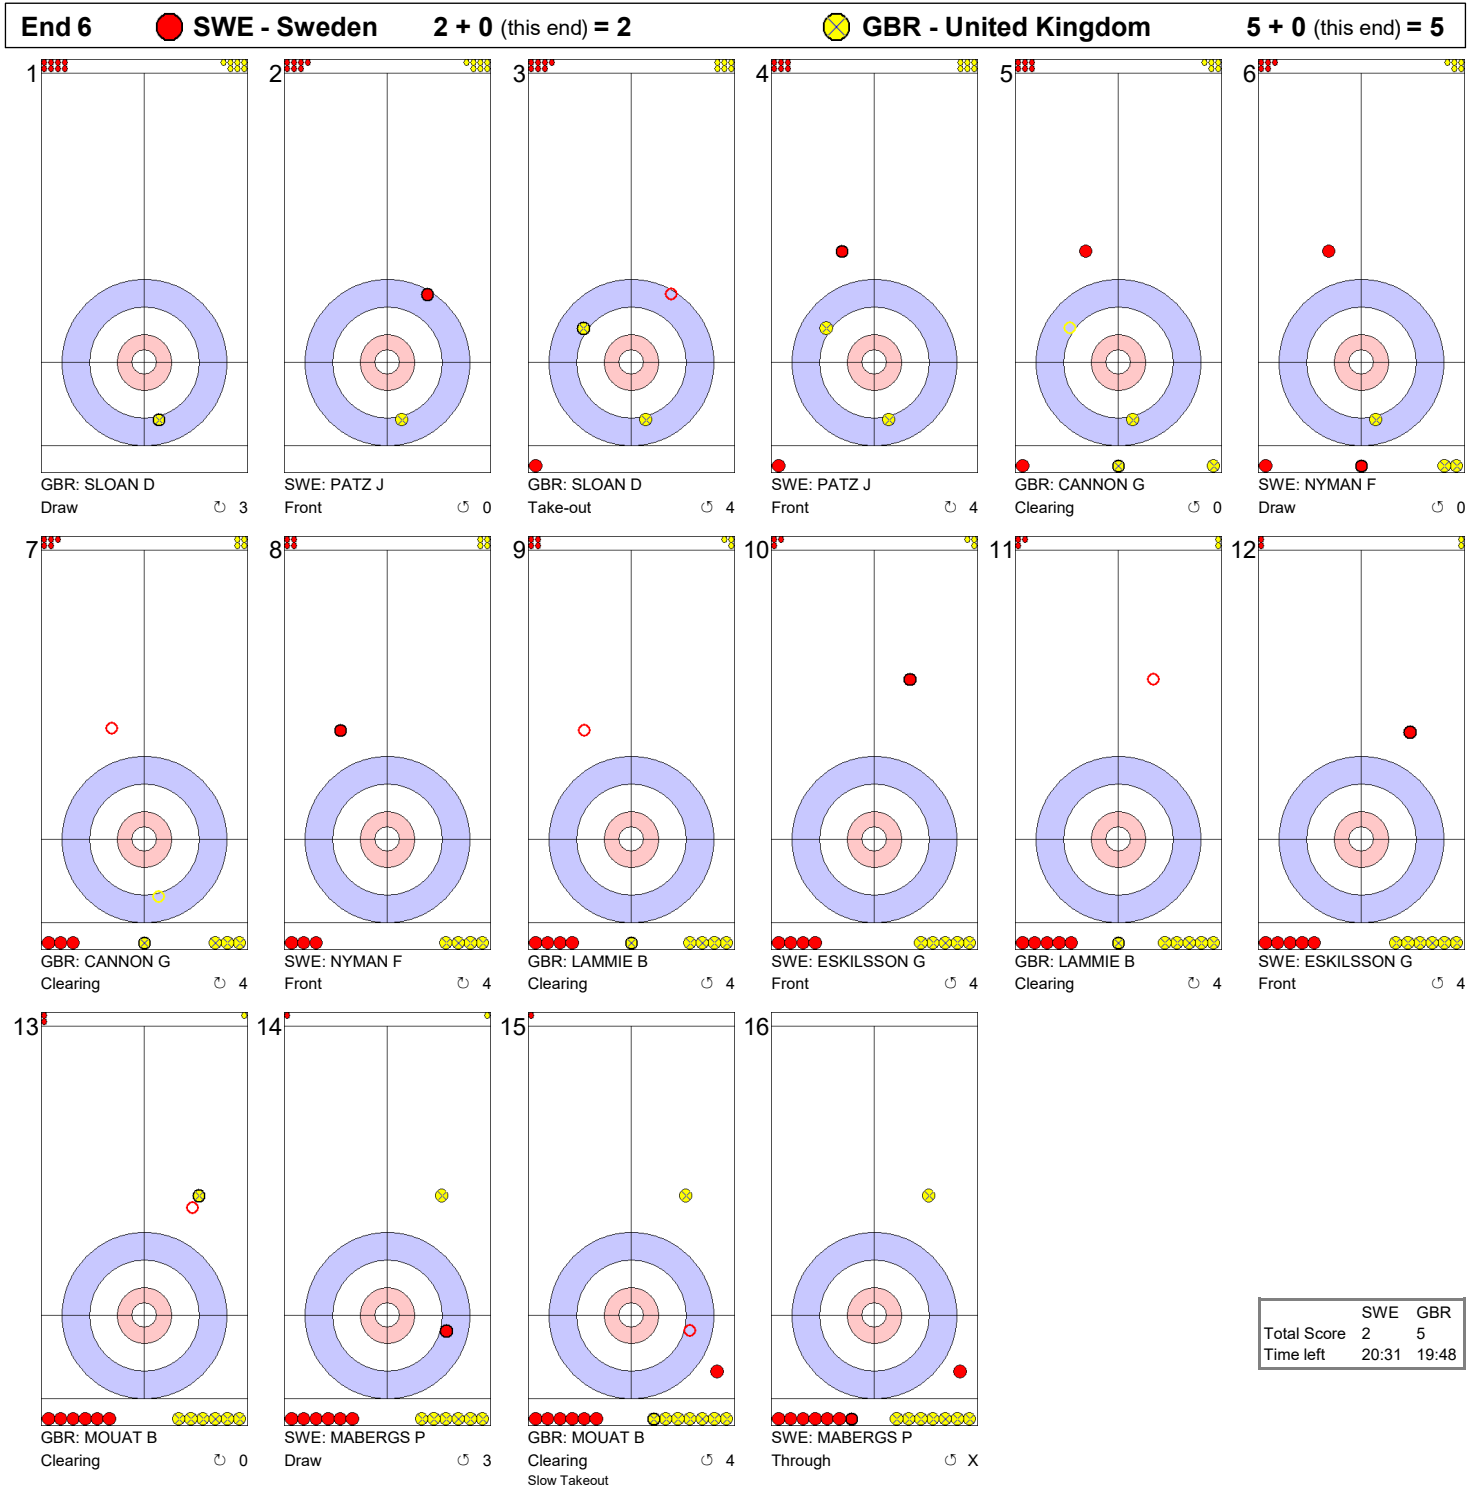 End 6 SWE - Sweden 2 + 0 (this end) = 2 GBR - United Kingdom 5 + 0 (this end) = 5
1 2 3 4 5 6
GBR: SLOAN D SWE: PATZ J GBR: SLOAN D SWE: PATZ J GBR: CANNON G SWE: NYMAN F
Draw ↻ 3 Front ↺ 0 Take-out ↺ 4 Front ↺ 4 Clearing ↻ 0 Draw ↺ 0
7 8 9 10 11 12
GBR: CANNON G SWE: NYMAN F GBR: LAMMIE B SWE: ESKILSSON G GBR: LAMMIE B SWE: ESKILSSON G
Clearing ↻ 4 Front ↻ 4 Clearing ↺ 4 Front ↺ 4 Clearing ↻ 4 Front ↺ 4
13 14 15 16
GBR: MOUAT B SWE: MABERGS P GBR: MOUAT B SWE: MABERGS P
Clearing ↻ 0 Draw ↺ 3 Clearing ↺ 4 Through ↺ X
Slow Takeout
SWE GBR
Total Score 2 5
Time left 20:31 19:48